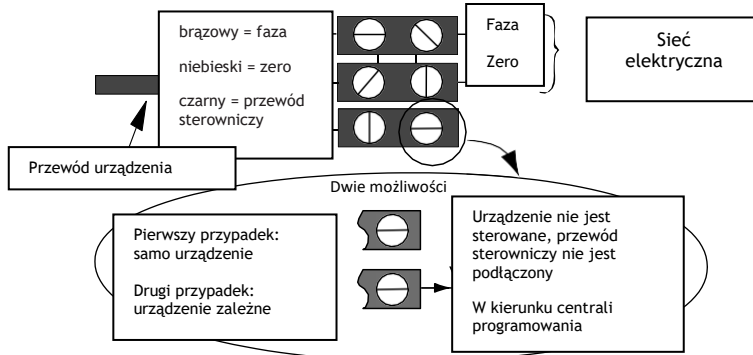 brązowy = faza
niebieski = zero
czarny = przewód
sterowniczy
Faza
Zero
Sieć
elektryczna
Przewód urządzenia
Dwie możliwości
Pierwszy przypadek:
samo urządzenie
Drugi przypadek:
urządzenie zależne
Urządzenie nie jest
sterowane, przewód
sterowniczy nie jest
podłączony
W kierunku centrali
programowania